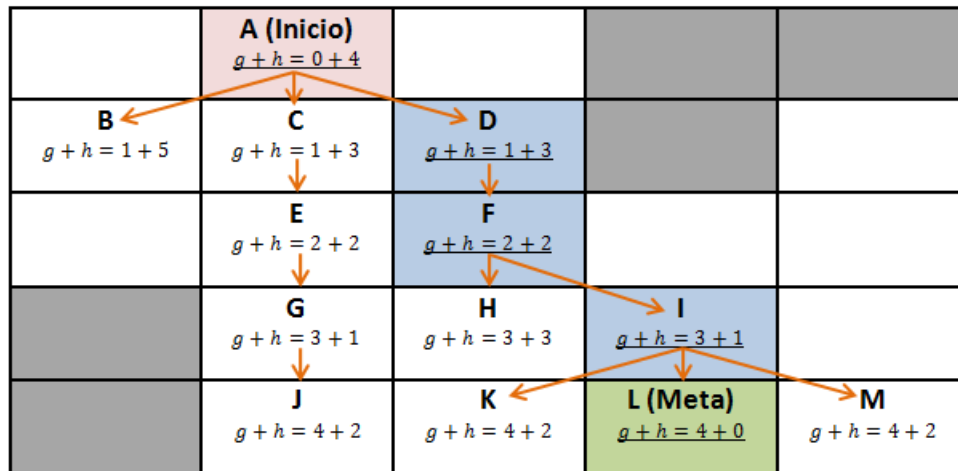 A (Inicio)
g + h = 0 + 4
B
g + h = 1 + 5
C
g + h = 1 + 3
D
g + h = 1 + 3
E
g + h = 2 + 2
F
g + h = 2 + 2
G
g + h = 3 + 1
H
g + h = 3 + 3
I
g + h = 3 + 1
J
g + h = 4 + 2
K
g + h = 4 + 2
L (Meta)
g + h = 4 + 0
M
g + h = 4 + 2